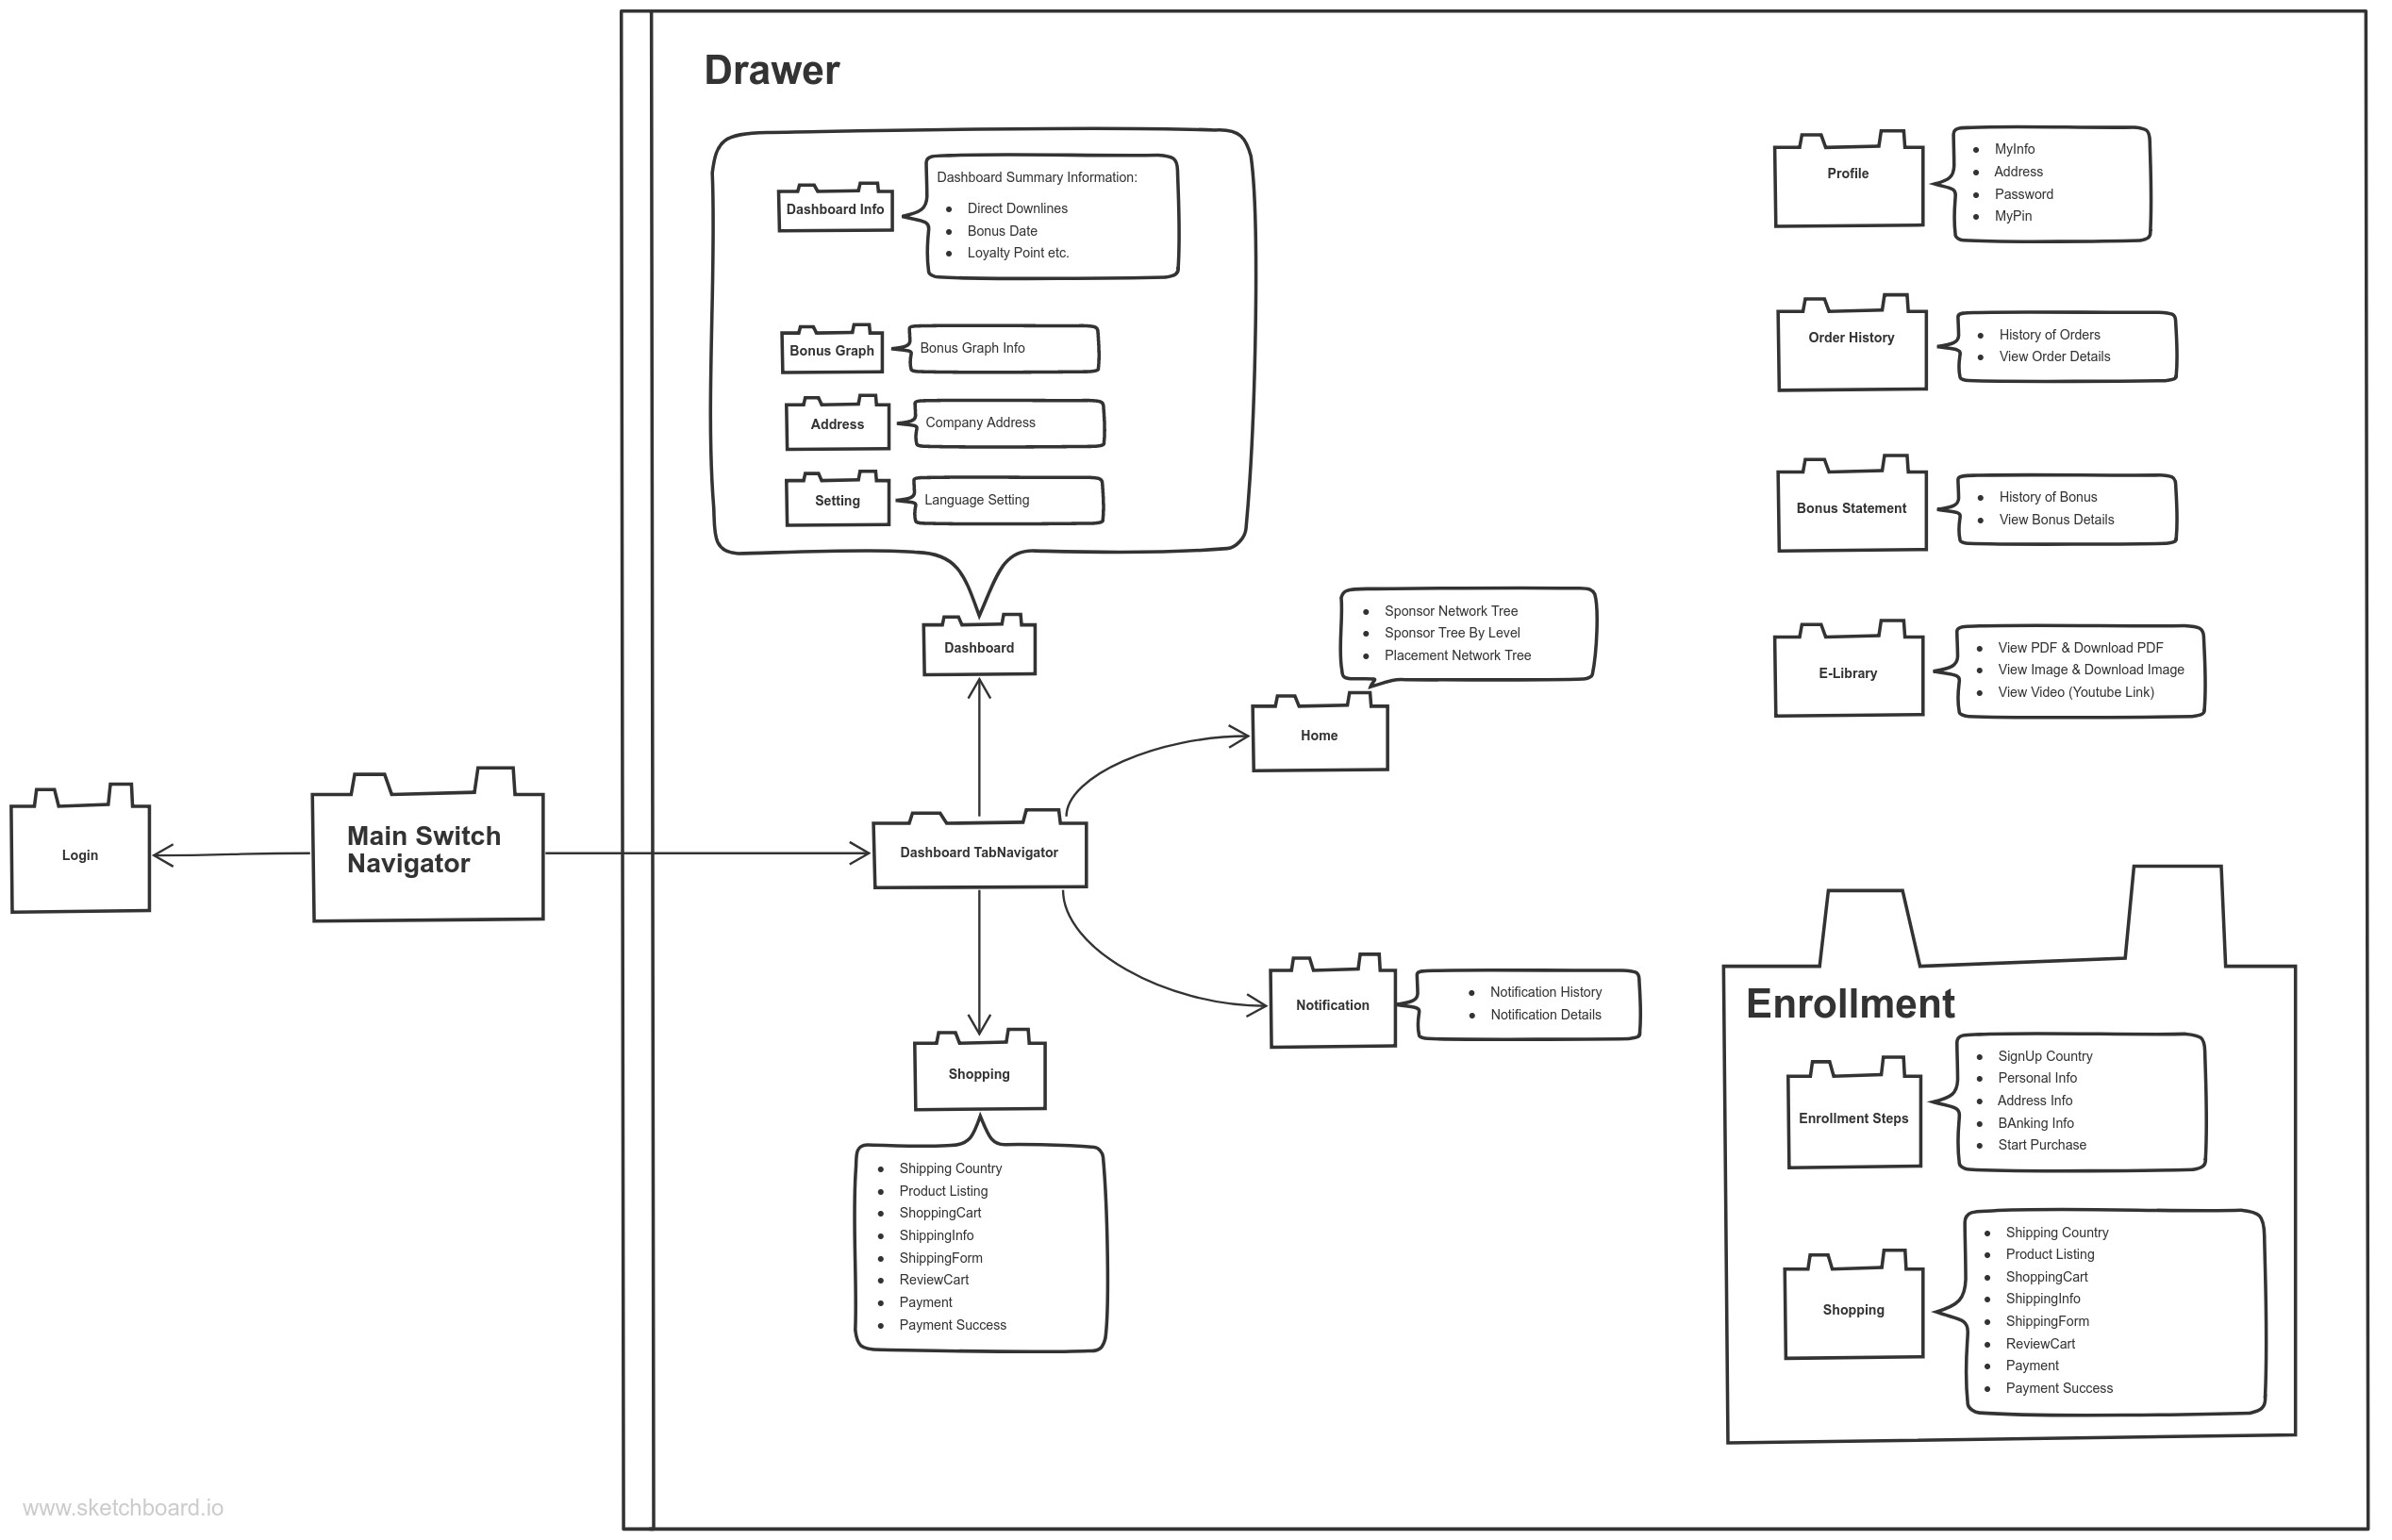 Drawer
Dashboard Info
Dashboard Summary Information:
Direct Downlines
Bonus Date
Loyalty Point etc.
Bonus Graph
Bonus Graph Info
Address
Company Address
Setting
Language Setting
Dashboard
Sponsor Network Tree
Sponsor Tree By Level
Placement Network Tree
Home
Login
Main Switch
Navigator
Dashboard TabNavigator
Notification
Notification History
Notification Details
Shopping
Shipping Country
Product Listing
ShoppingCart
ShippingInfo
ShippingForm
ReviewCart
Payment
Payment Success
Profile
MyInfo
Address
Password
MyPin
Order History
History of Orders
View Order Details
Bonus Statement
History of Bonus
View Bonus Details
E-Library
View PDF & Download PDF
View Image & Download Image
View Video (Youtube Link)
Enrollment
Enrollment Steps
SignUp Country
Personal Info
Address Info
BAnking Info
Start Purchase
Shopping
Shipping Country
Product Listing
ShoppingCart
ShippingInfo
ShippingForm
ReviewCart
Payment
Payment Success
www.sketchboard.io